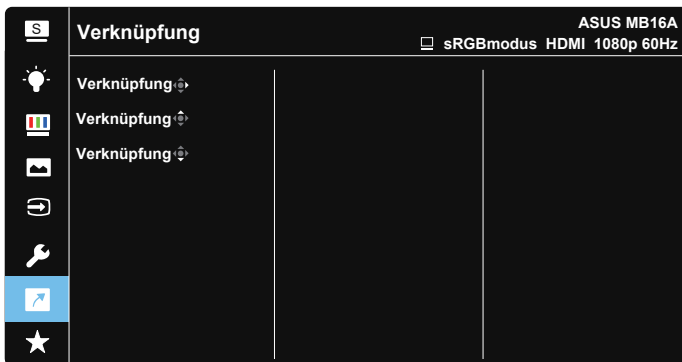 S
Verknüpfung
ASUS MB16A
sRGBmodus HDMI 1080p 60Hz
Verknüpfung
Verknüpfung
Verknüpfung